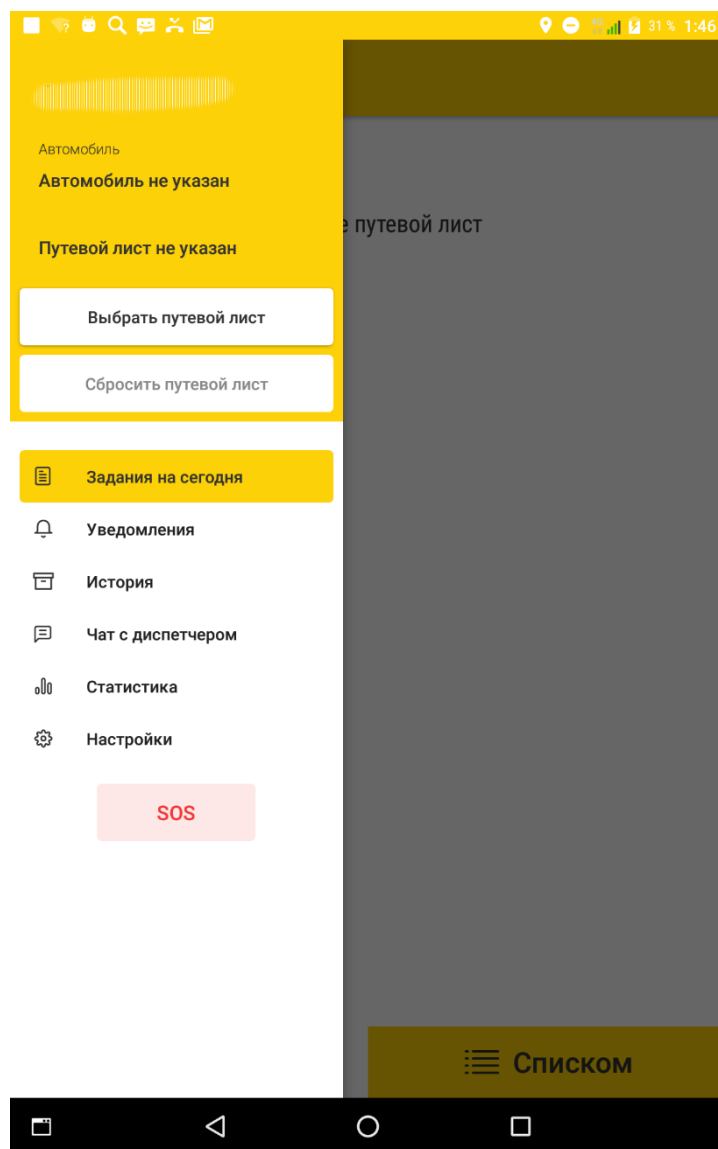 4G 31 % 1:46
Автомобиль
Автомобиль не указан
путевой лист
Путевой лист не указан
Выбрать путевой лист
Сбросить путевой лист
Задания на сегодня
Уведомления
История
Чат с диспетчером
Статистика
Настройки
SOS
Списком